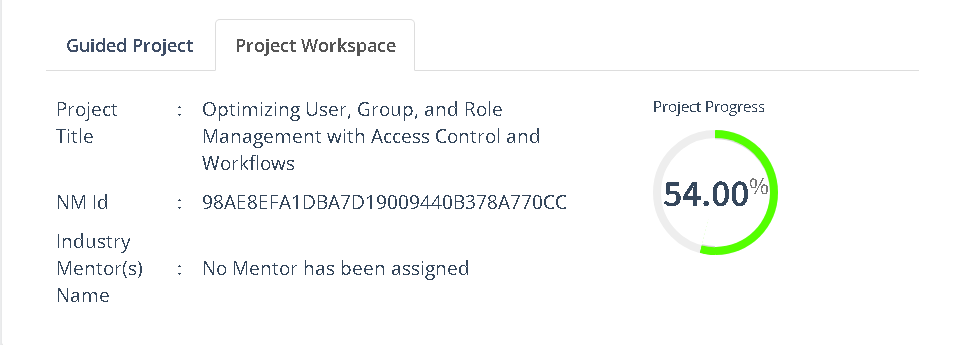 Guided Project
Project Workspace
Project Title : Optimizing User, Group, and Role
Management with Access Control and
Workflows
NM Id : 98AE8EFA1DBA7D19009440B378A770CC
Industry
Mentor(s) : No Mentor has been assigned
Name
Project Progress
54.00%